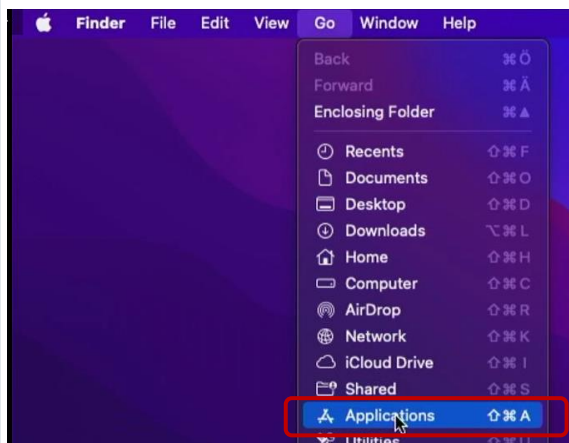 Finder File Edit View Go Window Help
Back ⌘Ö
Forward ⌘Ä
Enclosing Folder ⌘▲
Recents ⇧⌘F
Documents ⇧⌘O
Desktop ⇧⌘D
Downloads ⌥⌘L
Home ⇧⌘H
Computer ⇧⌘C
AirDrop ⇧⌘R
Network ⇧⌘K
iCloud Drive ⇧⌘I
Shared ⇧⌘S
Applications ⇧⌘A
Utilities ⇧⌘U